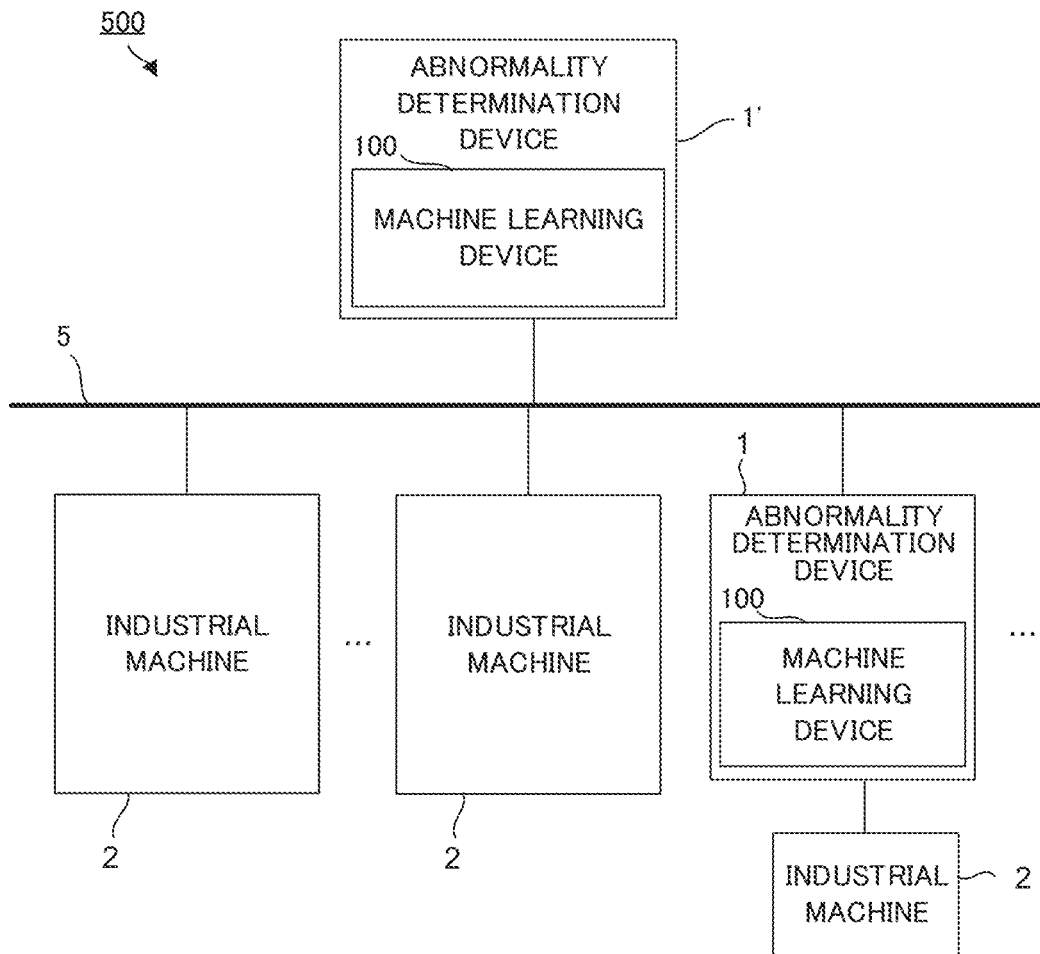 500
ABNORMALITY
DETERMINATION
DEVICE
1'
100
MACHINE LEARNING
DEVICE
5
1
ABNORMALITY
DETERMINATION
DEVICE
100
MACHINE
LEARNING
DEVICE
INDUSTRIAL
MACHINE
...
INDUSTRIAL
MACHINE
...
2
2
INDUSTRIAL
MACHINE
2